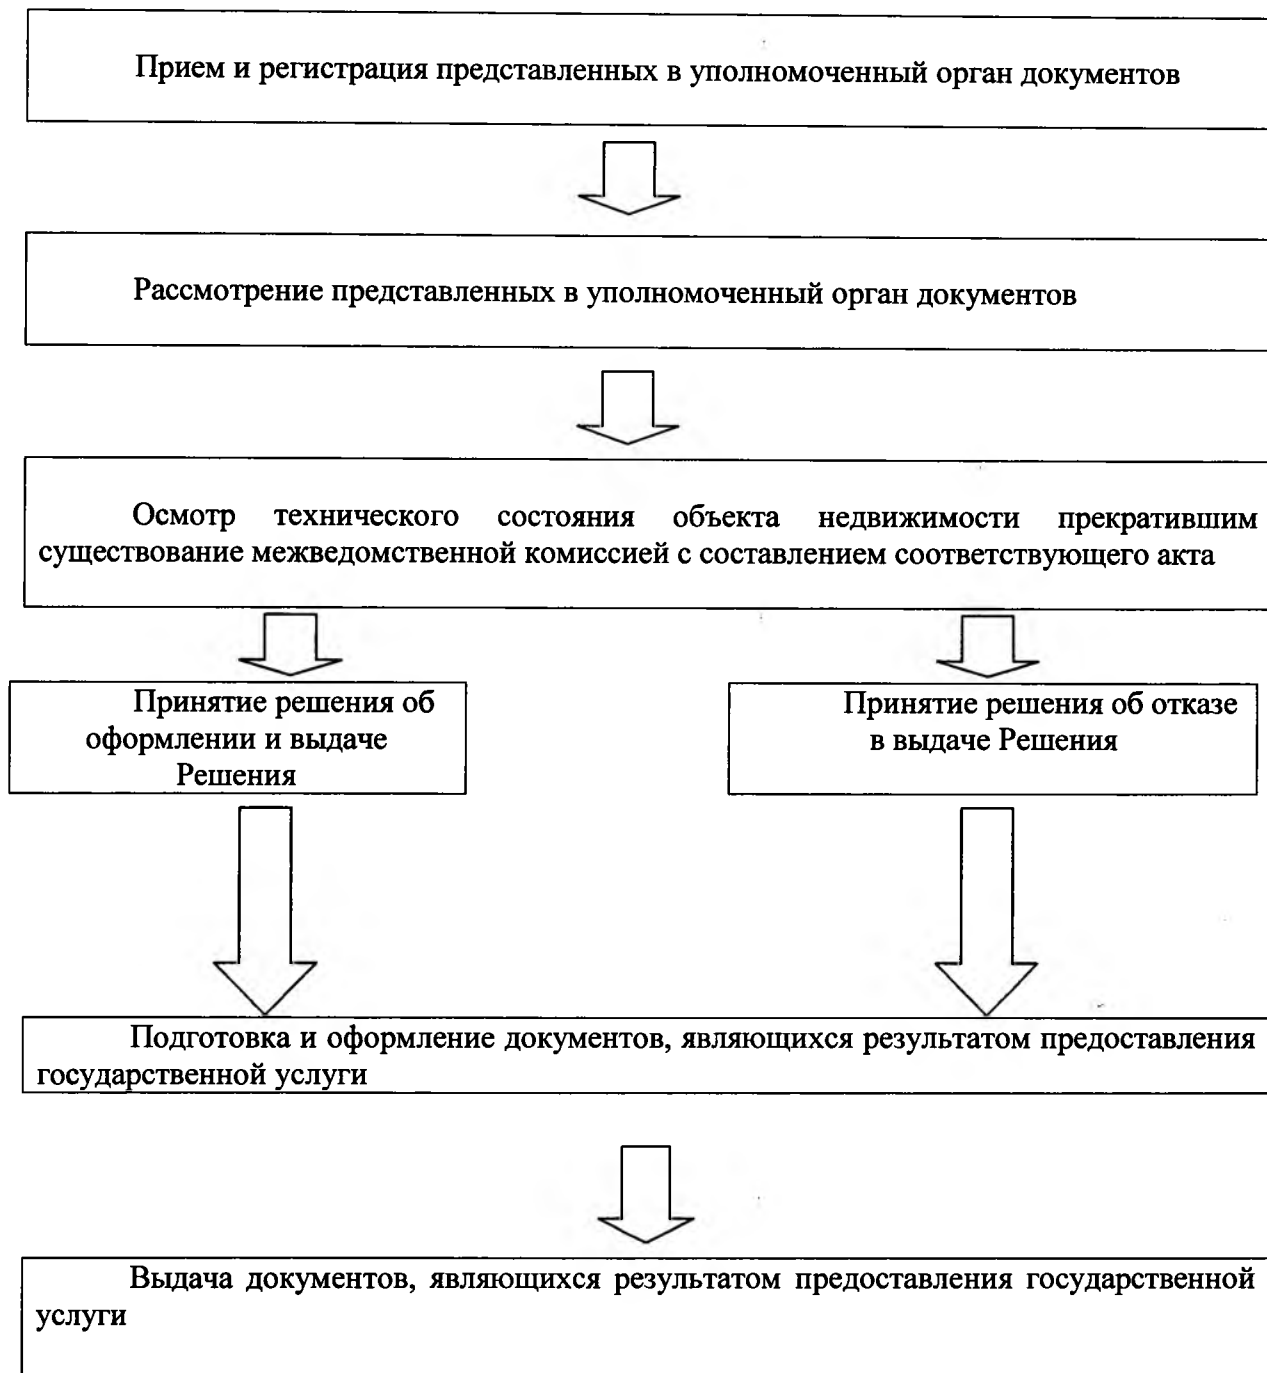 Прием и регистрация представленных в уполномоченный орган документов
Рассмотрение представленных в уполномоченный орган документов
Осмотр технического состояния объекта недвижимости прекратившим
существование межведомственной комиссией с составлением соответствующего акта
Принятие решения об
оформлении и выдаче
Решения
Принятие решения об отказе
в выдаче Решения
Подготовка и оформление документов, являющихся результатом предоставления
государственной услуги
Выдача документов, являющихся результатом предоставления государственной
услуги